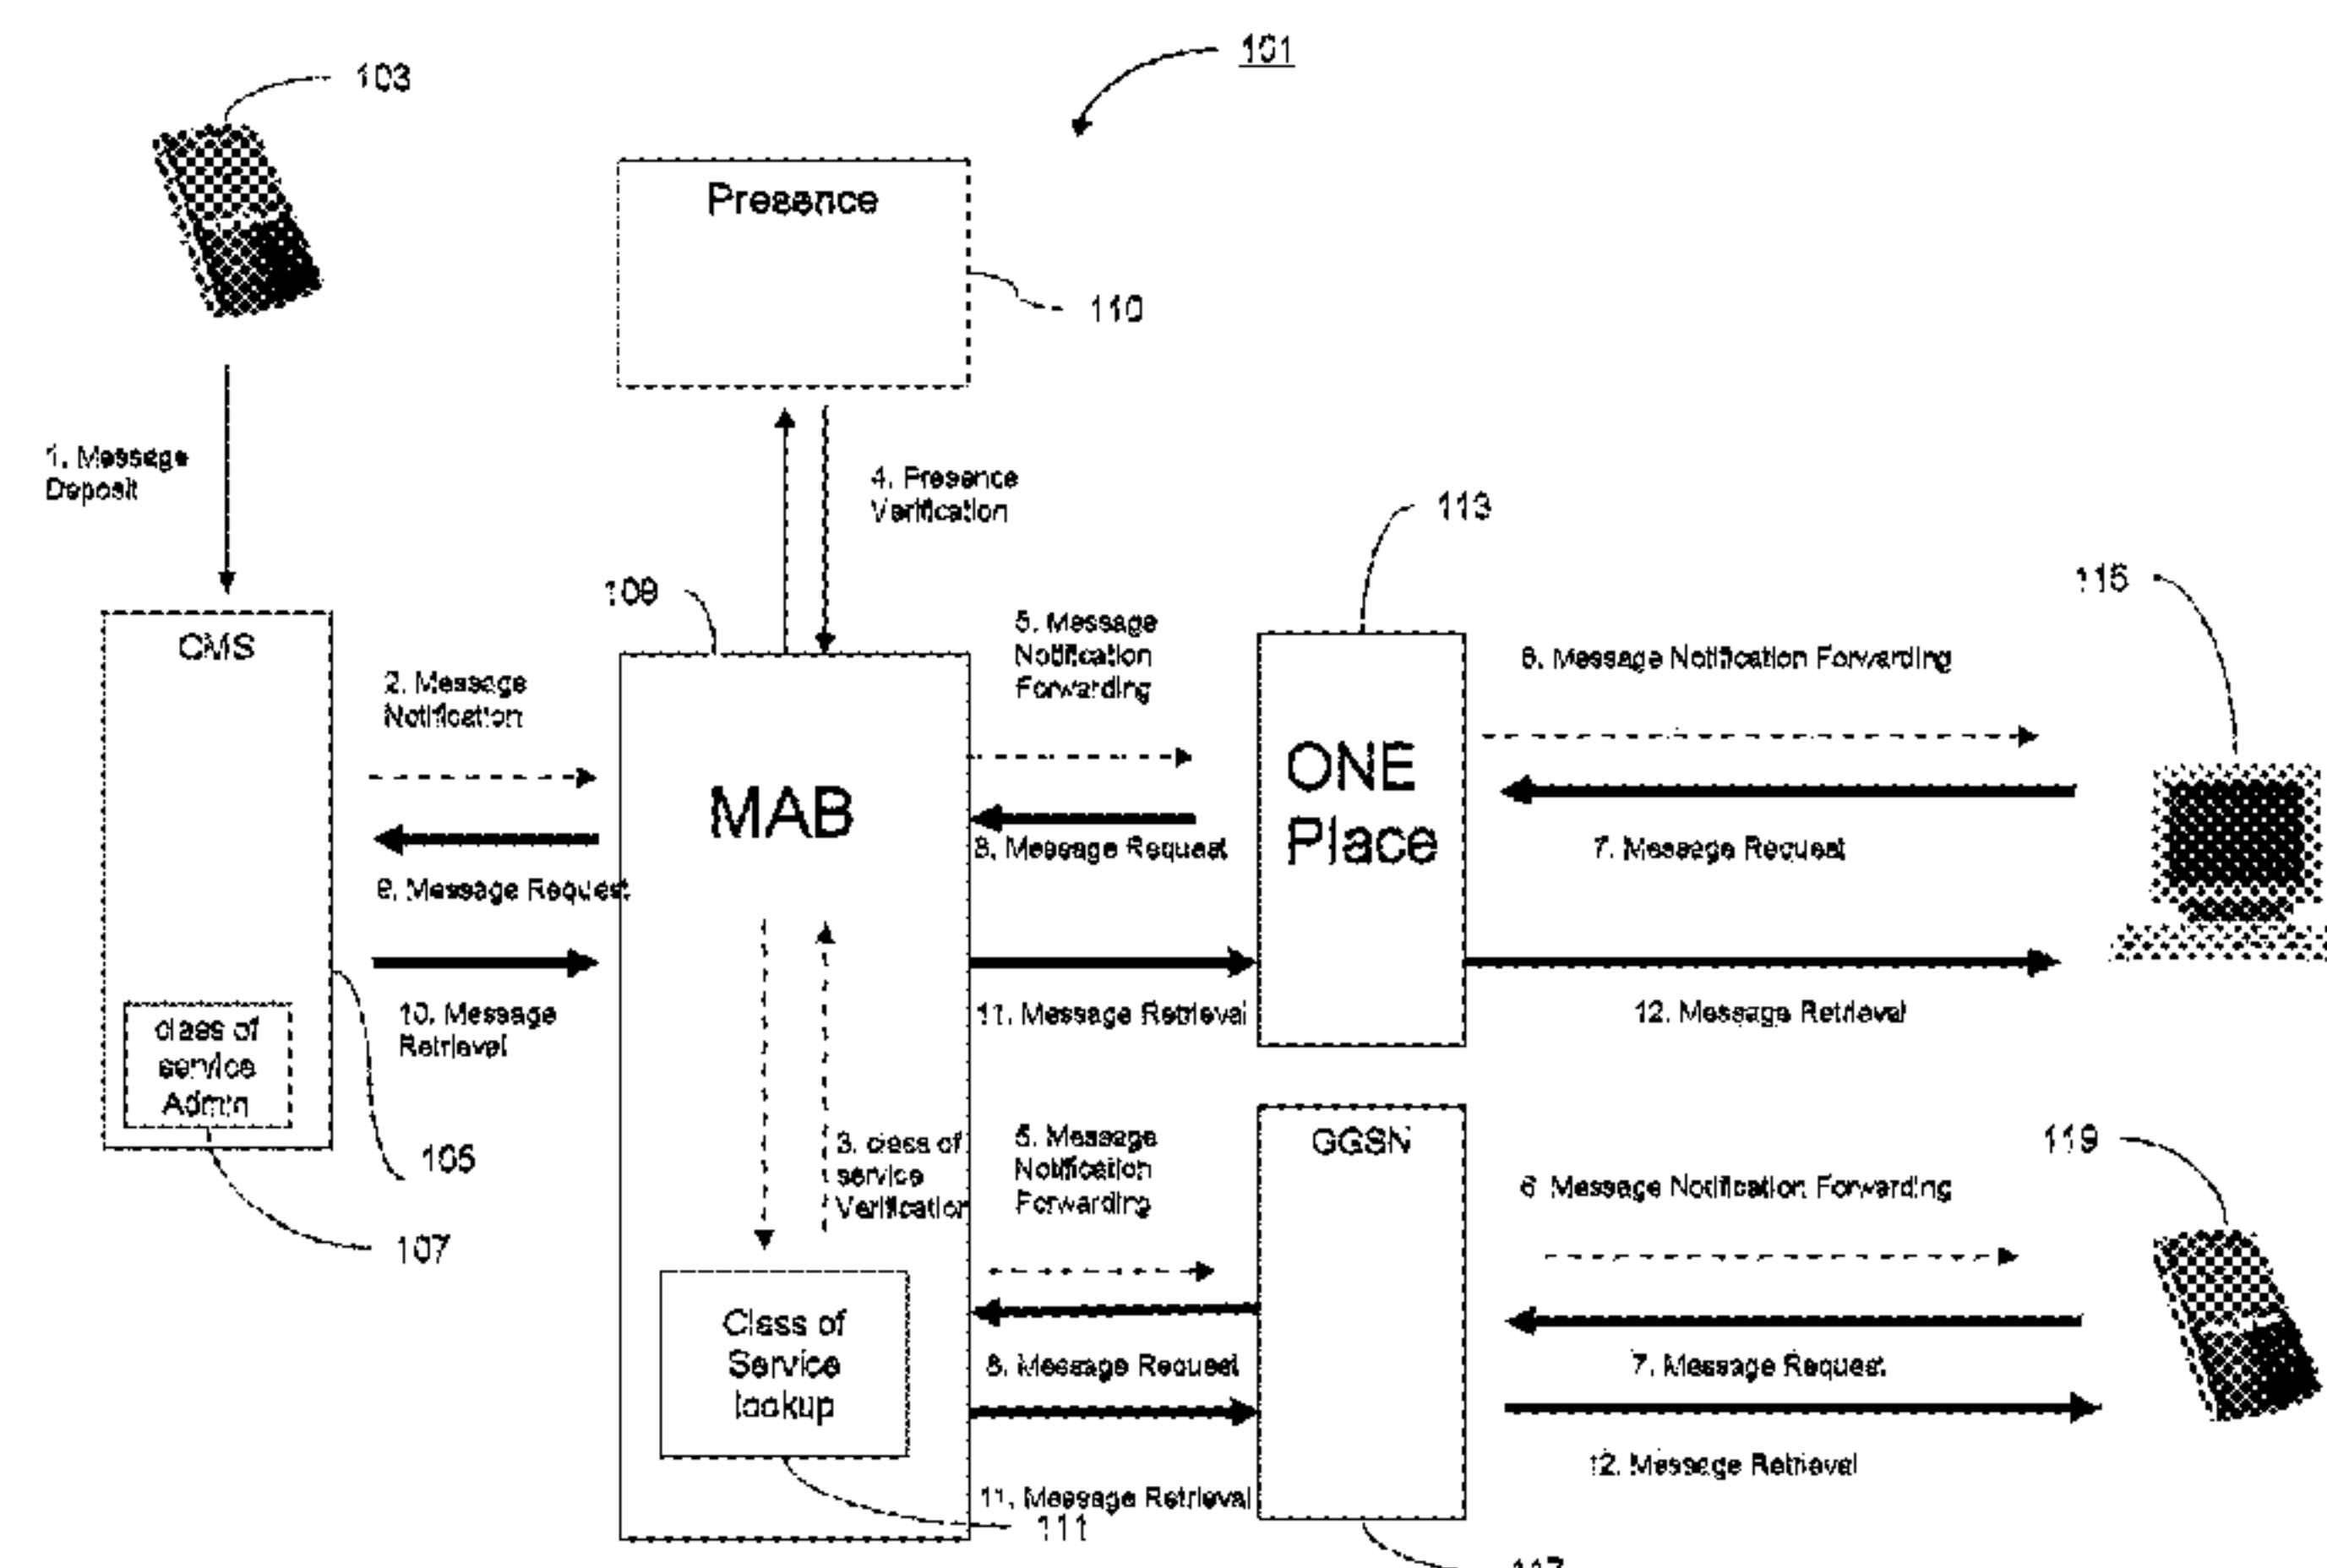 101
103
Presence
110
1. Message
Deposit
4. Presence
Verification
113
115
109
CMS
2. Message
Notification
5. Message
Notification
Forwarding
6. Message Notification Forwarding
MAB
ONE
Place
8. Message Request
7. Message Request
9. Message Request
10. Message
Retrieval
11. Message Retrieval
12. Message Retrieval
class of
service
Admin
105
107
3. class of
service
Verification
5. Message
Notification
Forwarding
GGSN
119
6 Message Notification Forwarding
Class of
Service
lookup
8. Message Request
7. Message Request
11. Message Retrieval
12. Message Retrieval
111
117